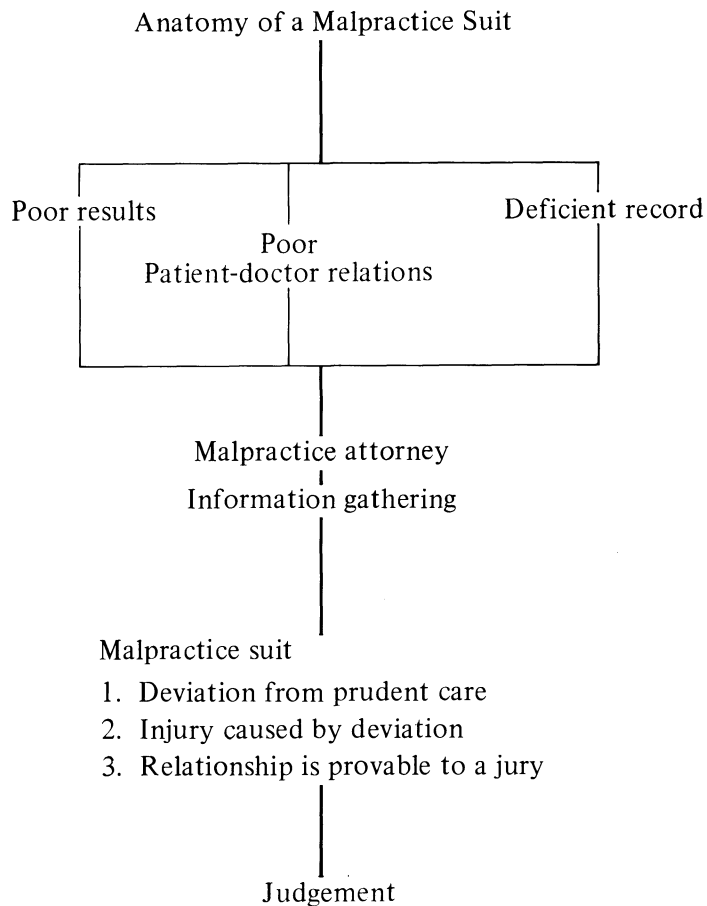 Anatomy of a Malpractice Suit
Poor results
Deficient record
Poor
Patient-doctor relations
Malpractice attorney
Information gathering
Malpractice suit
1. Deviation from prudent care
2. Injury caused by deviation
3. Relationship is provable to a jury
Judgement